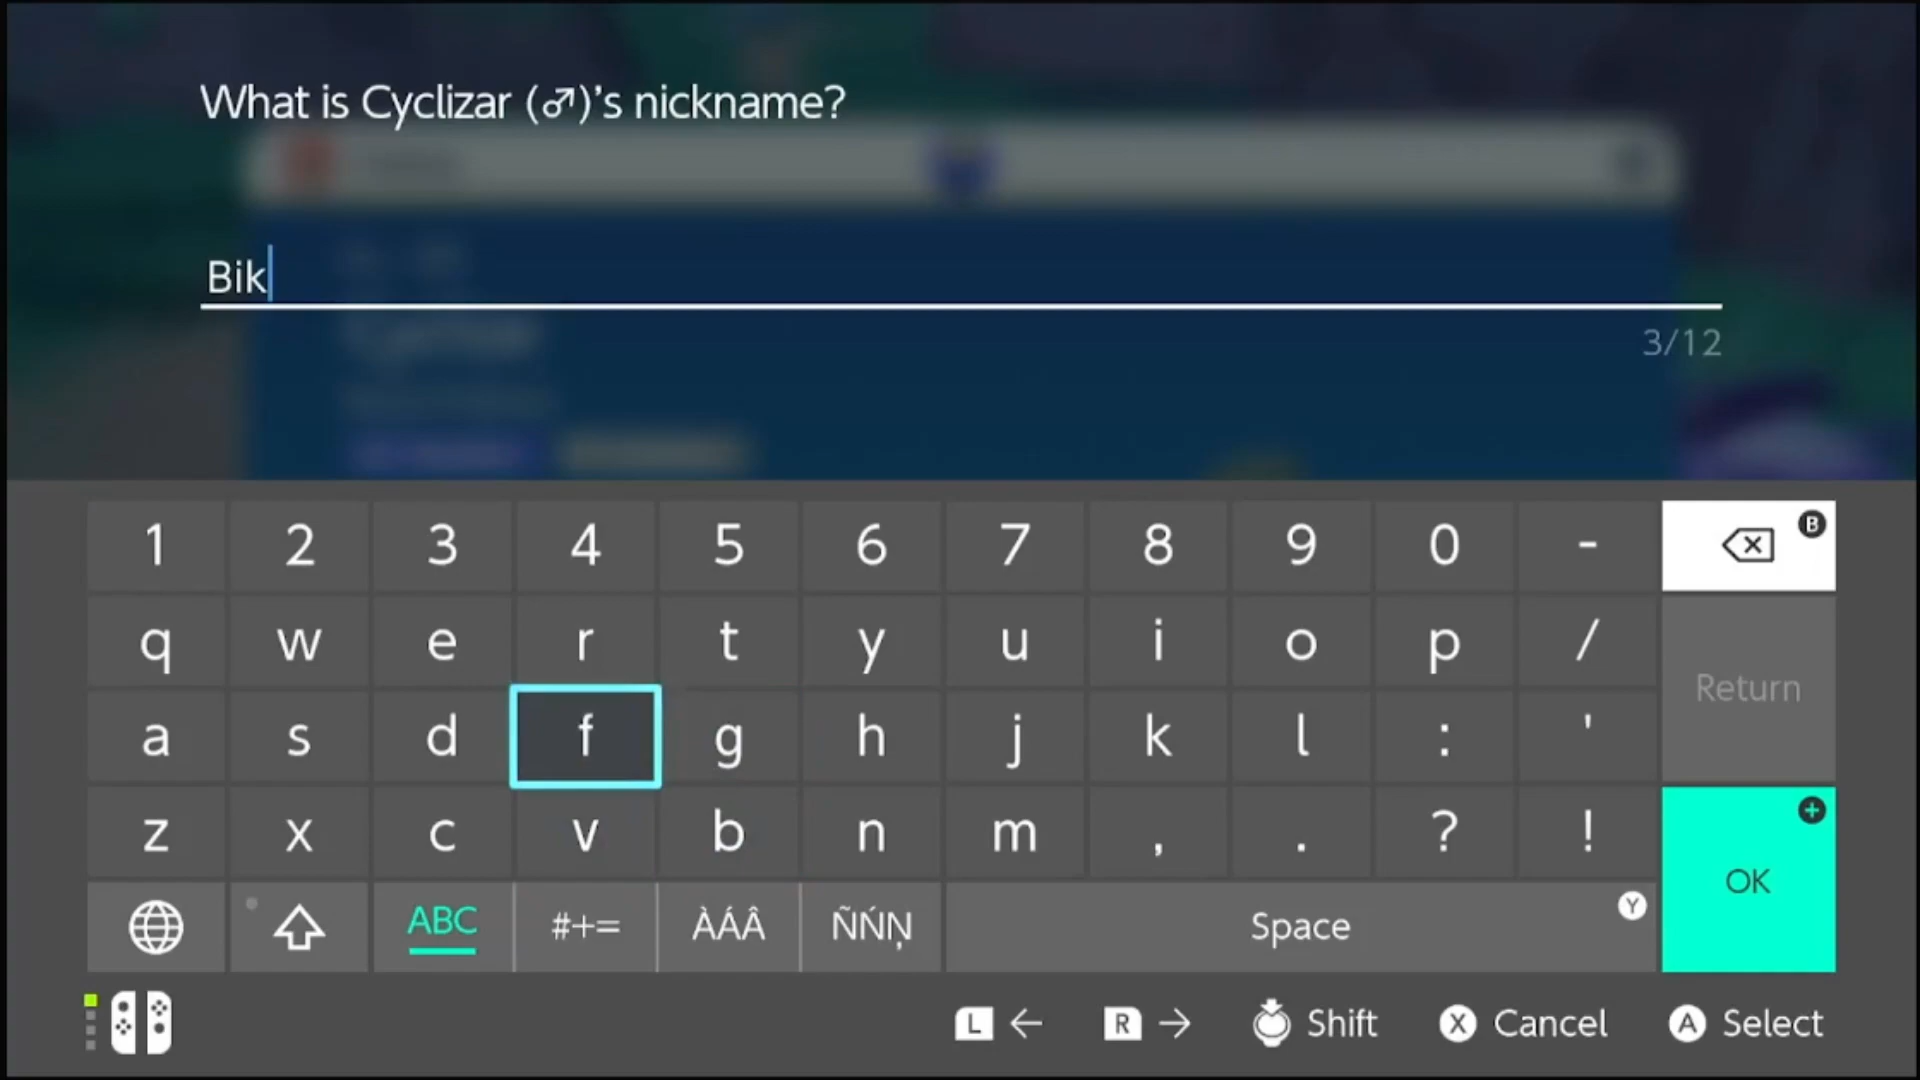 What is Cyclizar (♂)'s nickname?
Bik
3/12
1 2 3 4 5 6 7 8 9 0 - B
q w e r t y u i o p /
Return
a s d f g h j k l : '
z x c v b n m , . ? ! +
OK
ABC #+= ÀÁÂ ÑŃŅ Space Y
L ← R → Shift X Cancel A Select